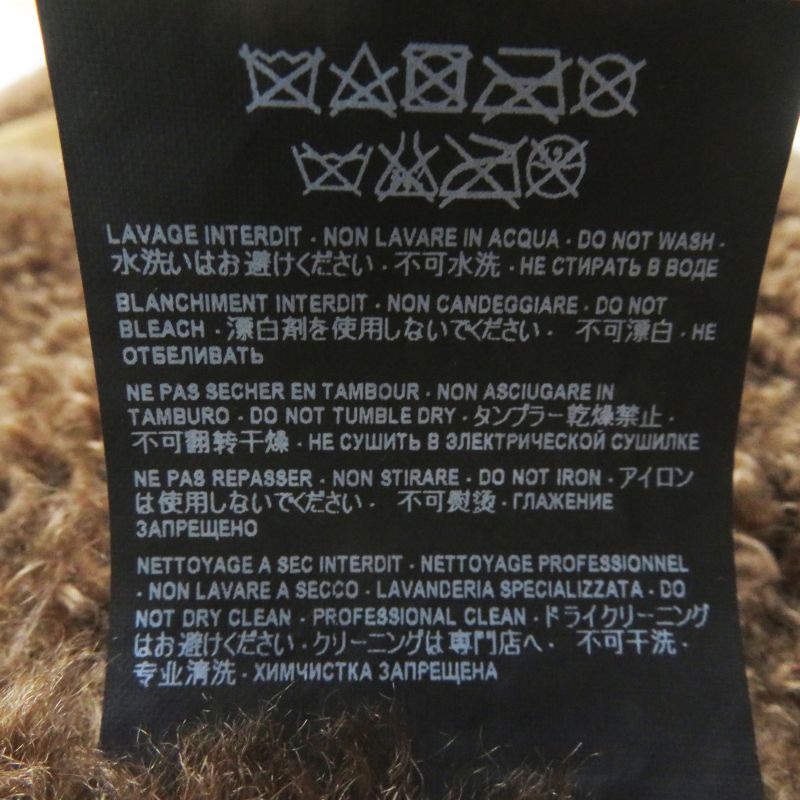 LAVAGE INTERDIT · NON LAVARE IN ACQUA · DO NOT WASH ·
水洗いはお避けください · 不可水洗 · НЕ СТИРАТЬ В ВОДЕ
BLANCHIMENT INTERDIT · NON CANDEGGIARE · DO NOT
BLEACH · 漂白剤を使用しないでください · 不可漂白 · НЕ
ОТБЕЛИВАТЬ
NE PAS SECHER EN TAMBOUR · NON ASCIUGARE IN
TAMBURO · DO NOT TUMBLE DRY · タンブラー乾燥禁止 ·
不可翻转干燥 · НЕ СУШИТЬ В ЭЛЕКТРИЧЕСКОЙ СУШИЛКЕ
NE PAS REPASSER · NON STIRARE · DO NOT IRON · アイロン
は使用しないでください · 不可熨烫 · ГЛАЖЕНИЕ
ЗАПРЕЩЕНО
NETTOYAGE A SEC INTERDIT · NETTOYAGE PROFESSIONNEL
· NON LAVARE A SECCO · LAVANDERIA SPECIALIZZATA · DO
NOT DRY CLEAN · PROFESSIONAL CLEAN · ドライクリーニング
はお避けください · クリーニングは専門店へ · 不可干洗 ·
专业清洗 · ХИМЧИСТКА ЗАПРЕЩЕНА